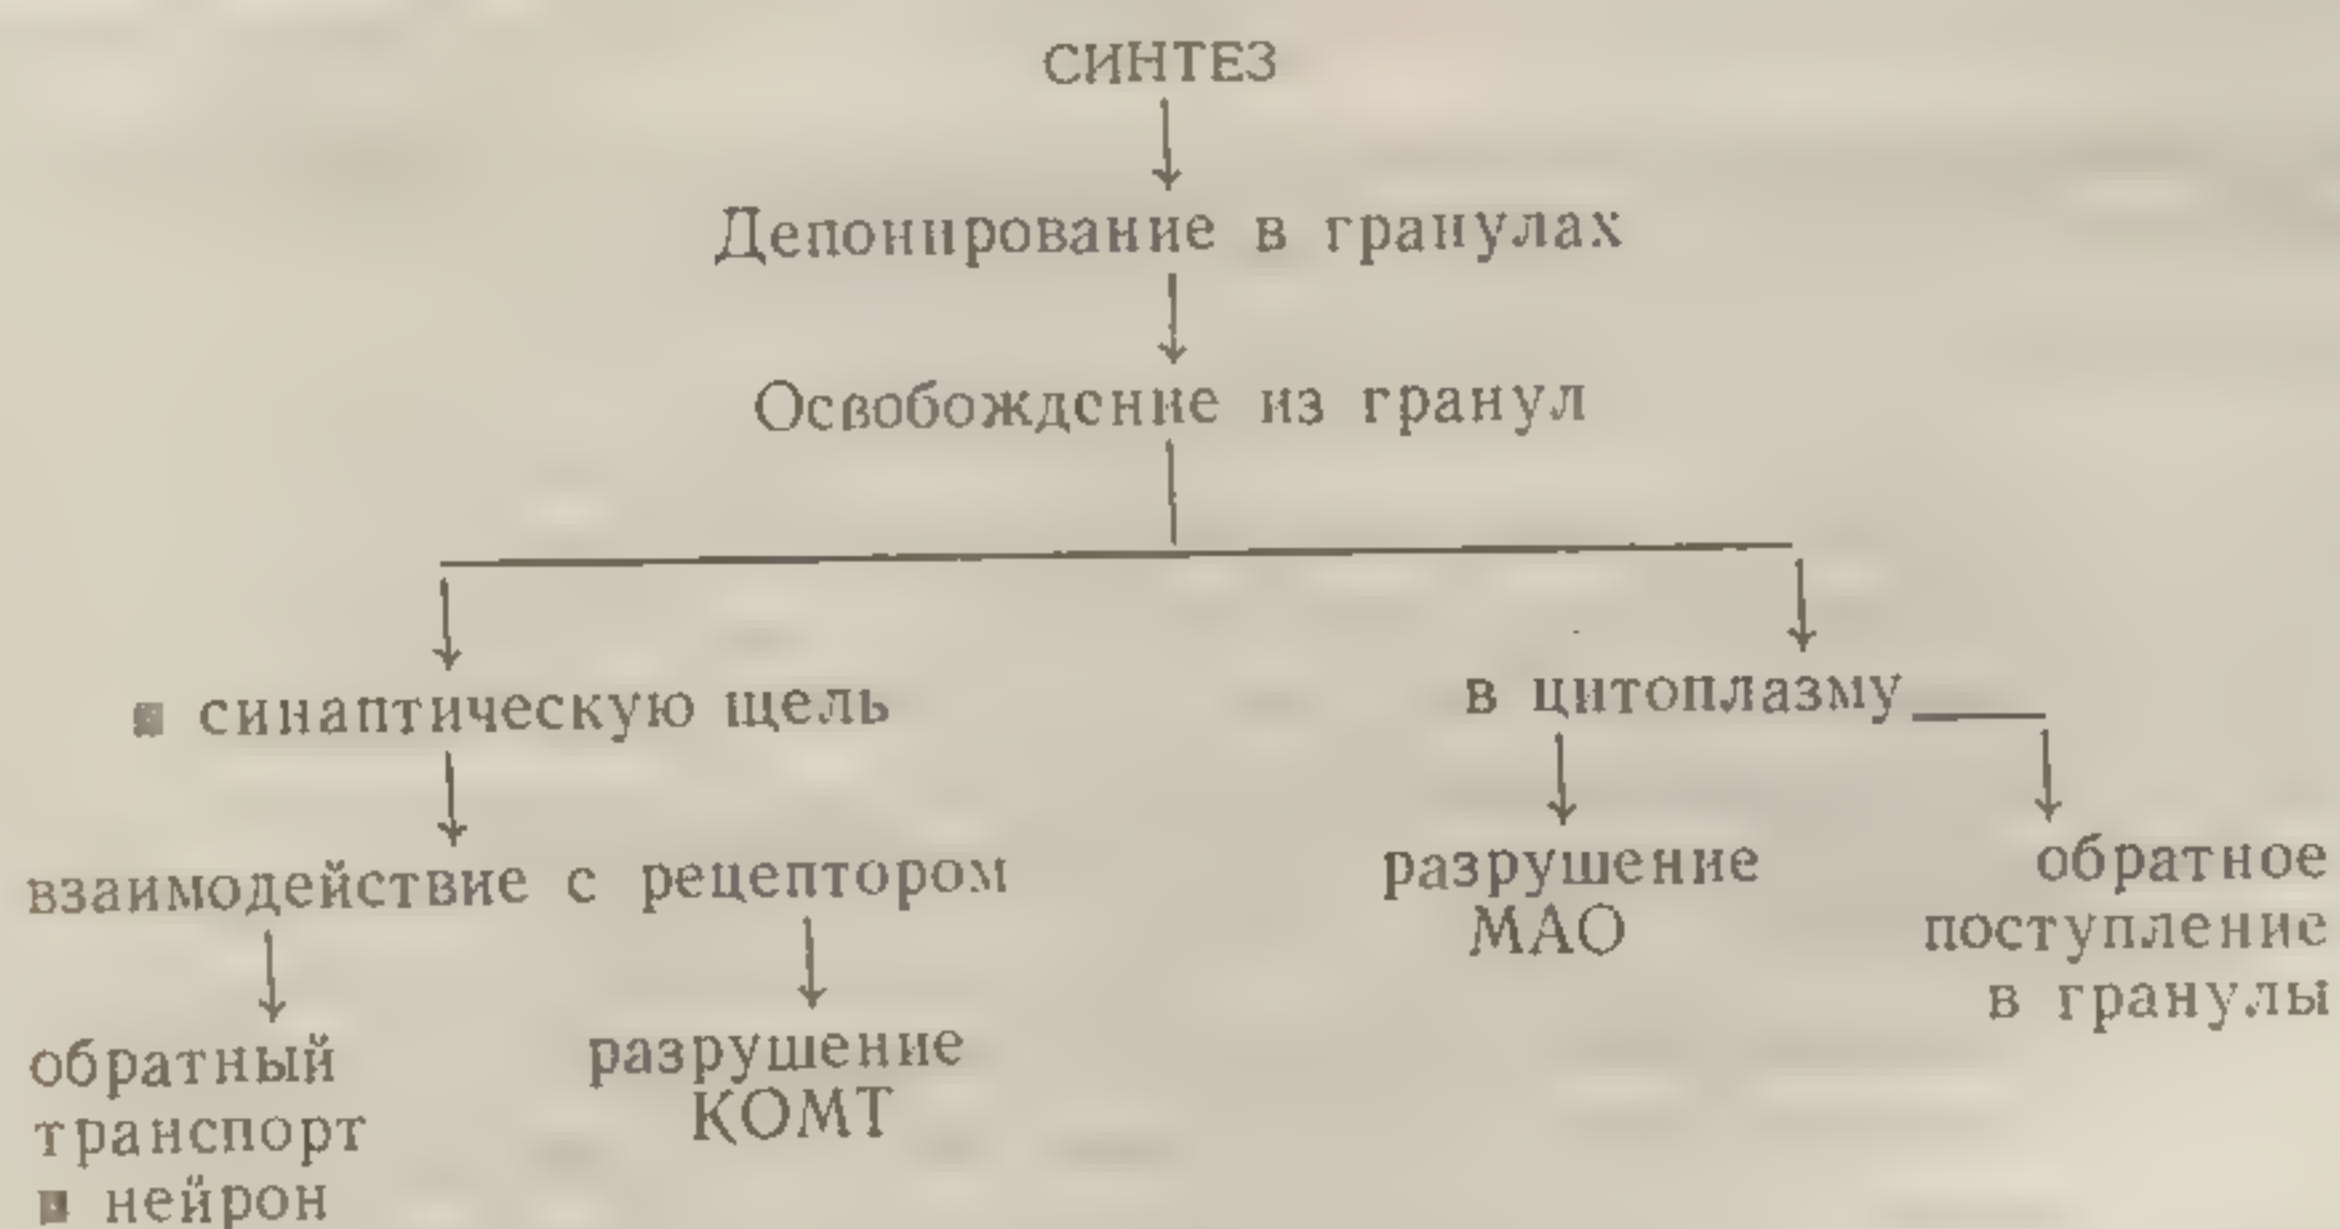 СИНТЕЗ
Депонирование в гранулах
Освобождение из гранул
в синаптическую щель
в цитоплазму
взаимодействие с рецептором
разрушение
МАО
обратное
поступление
в гранулы
обратный
транспорт
в нейрон
разрушение
КОМТ